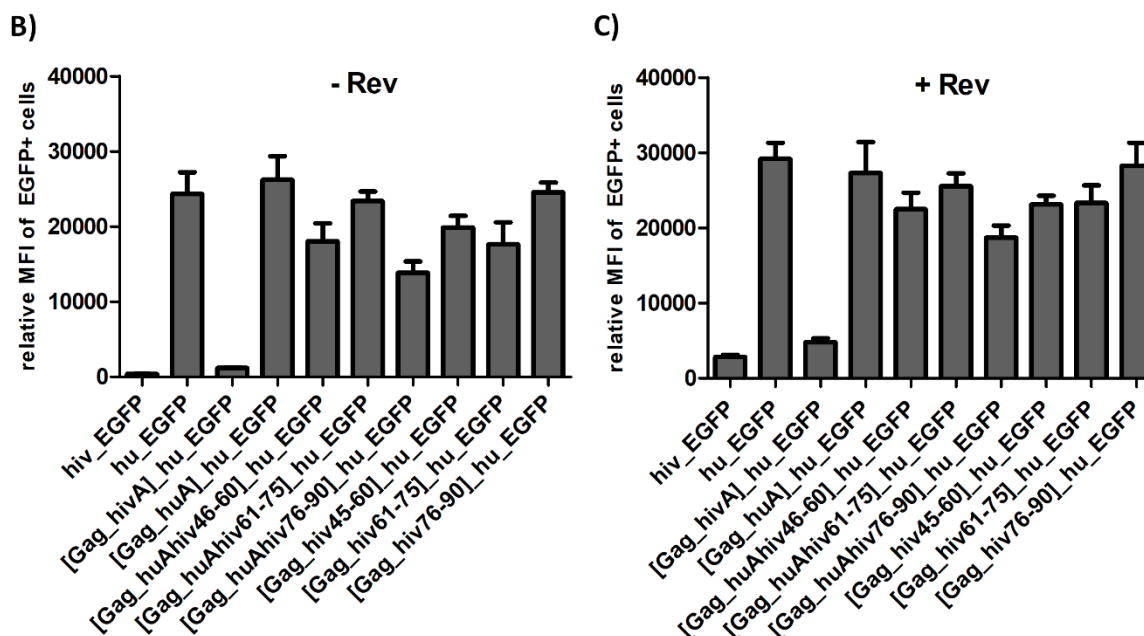 B)
- Rev
relative MFI of EGFP+ cells
40000
30000
20000
10000
0
hiv_EGFP
hu_EGFP
[Gag_hivA]_hu_EGFP
[Gag_huA]_hu_EGFP
[Gag_huAhiv46-60]_hu_EGFP
[Gag_huAhiv61-75]_hu_EGFP
[Gag_huAhiv76-90]_hu_EGFP
[Gag_hiv45-60]_hu_EGFP
[Gag_hiv61-75]_hu_EGFP
[Gag_hiv76-90]_hu_EGFP
C)
+ Rev
relative MFI of EGFP+ cells
40000
30000
20000
10000
0
hiv_EGFP
hu_EGFP
[Gag_hivA]_hu_EGFP
[Gag_huA]_hu_EGFP
[Gag_huAhiv46-60]_hu_EGFP
[Gag_huAhiv61-75]_hu_EGFP
[Gag_huAhiv76-90]_hu_EGFP
[Gag_hiv45-60]_hu_EGFP
[Gag_hiv61-75]_hu_EGFP
[Gag_hiv76-90]_hu_EGFP